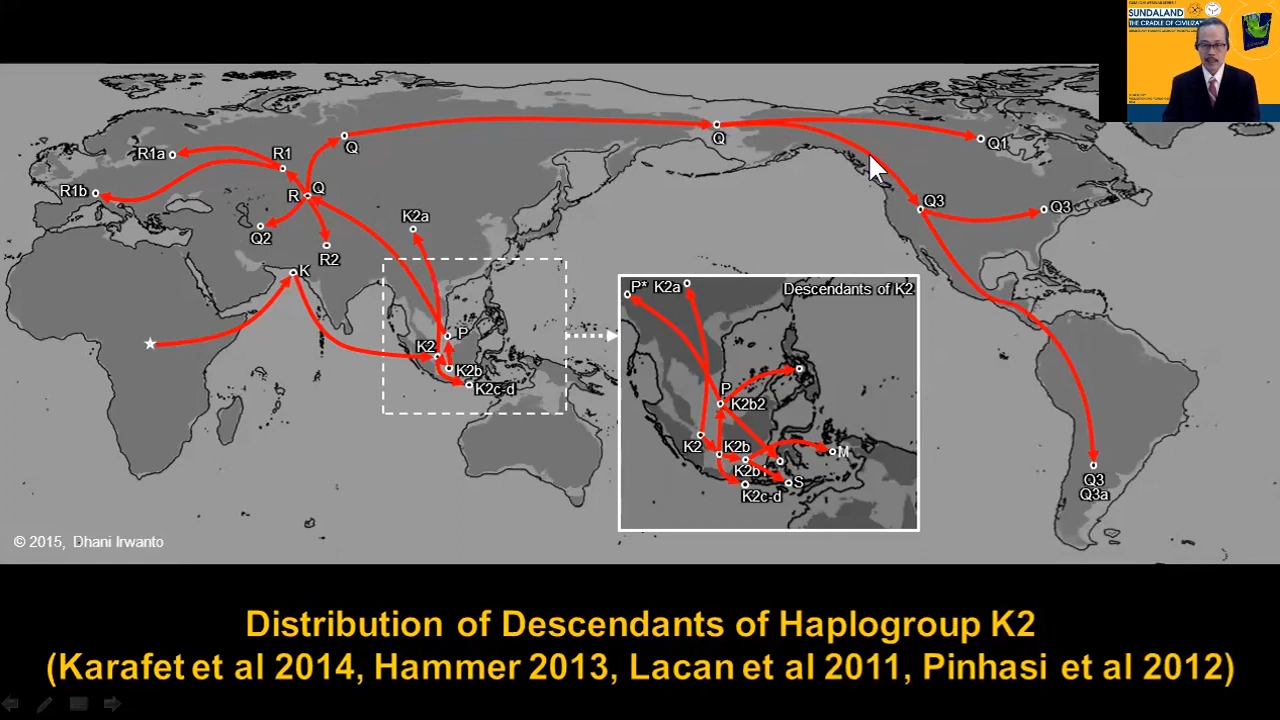 SUNDALAND
THE CRADLE OF CIVILIZATION
R1a
R1
Q
Q
Q1
R1b
R
Q
Q3
Q3
K2a
Q2
R2
K
P
K2
K2b
K2c-d
P* K2a
Descendants of K2
P
K2b2
K2
K2b
M
K2b1
S
K2c-d
Q3
Q3a
© 2015, Dhani Irwanto
Distribution of Descendants of Haplogroup K2
(Karafet et al 2014, Hammer 2013, Lacan et al 2011, Pinhasi et al 2012)